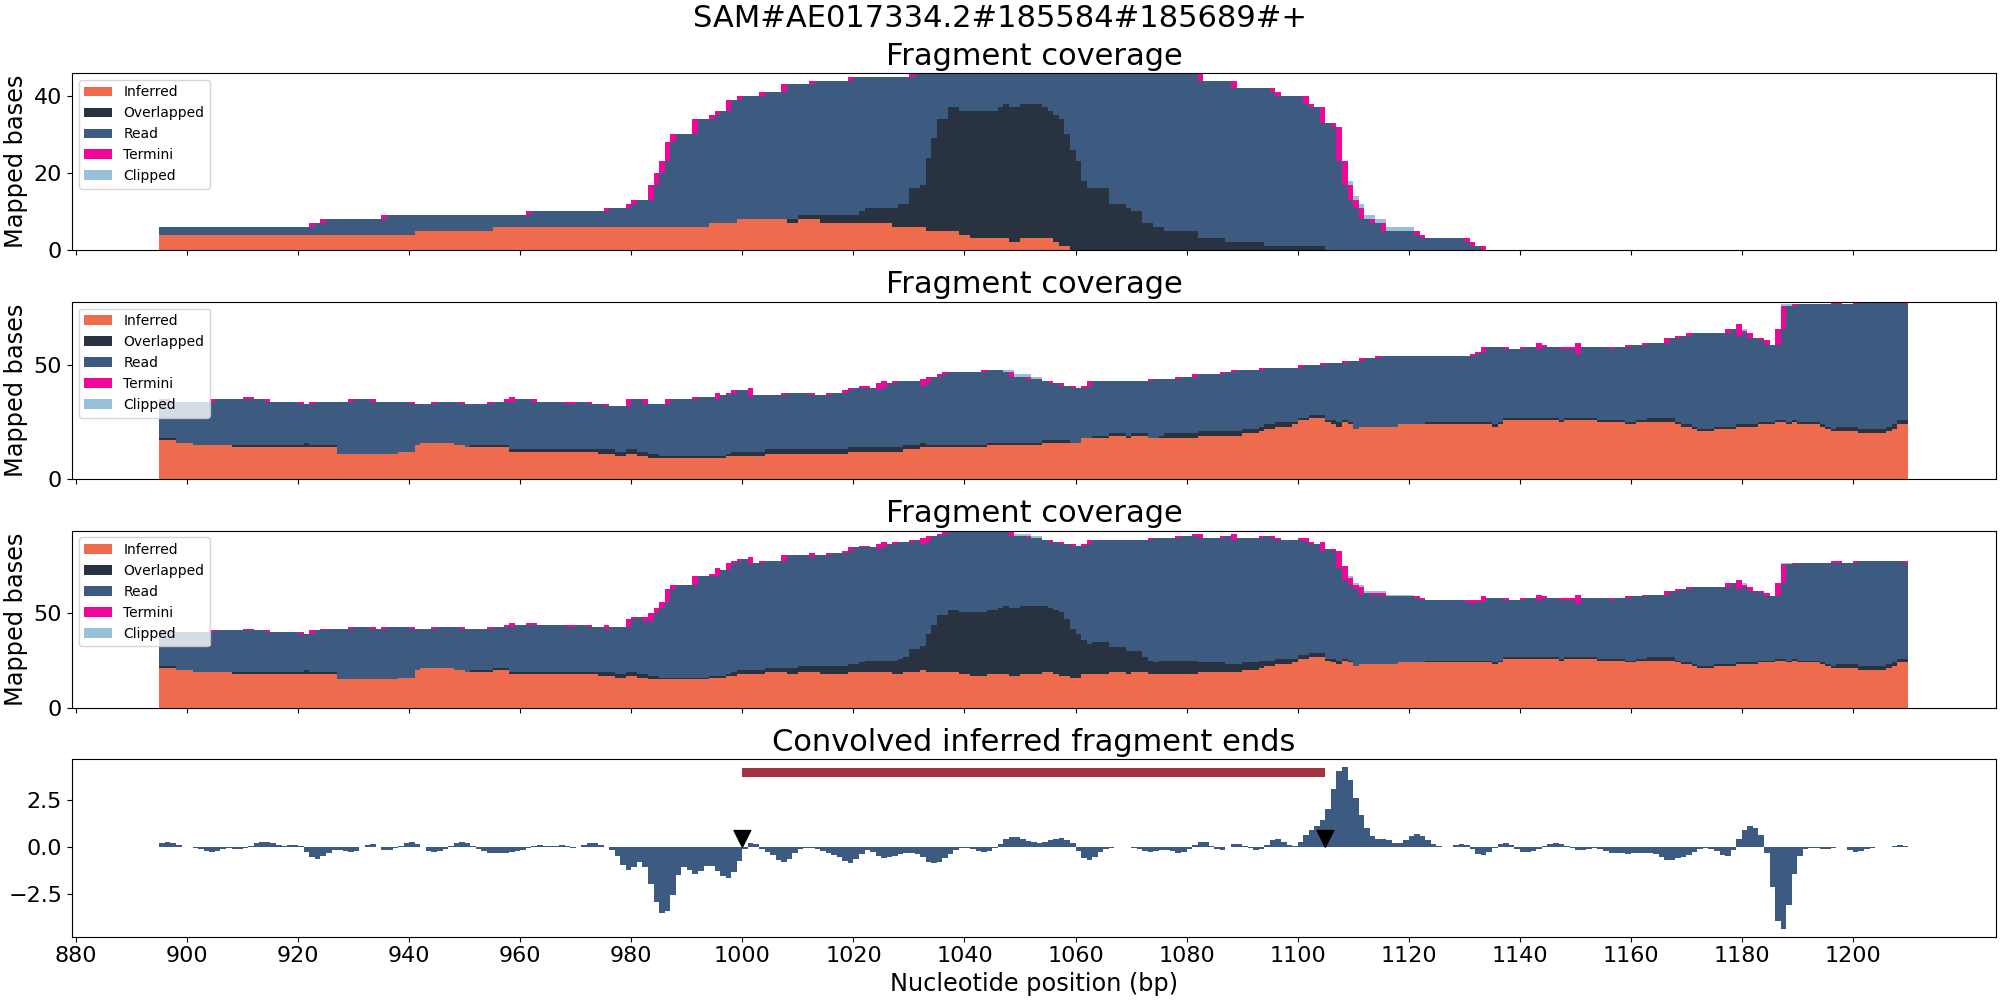 SAM#AE017334.2#185584#185689#+
Fragment coverage
Mapped bases
40
20
0
Inferred
Overlapped
Read
Termini
Clipped
Fragment coverage
Mapped bases
50
0
Inferred
Overlapped
Read
Termini
Clipped
Fragment coverage
Mapped bases
50
0
Inferred
Overlapped
Read
Termini
Clipped
Convolved inferred fragment ends
2.5
0.0
−2.5
880 900 920 940 960 980 1000 1020 1040 1060 1080 1100 1120 1140 1160 1180 1200
Nucleotide position (bp)